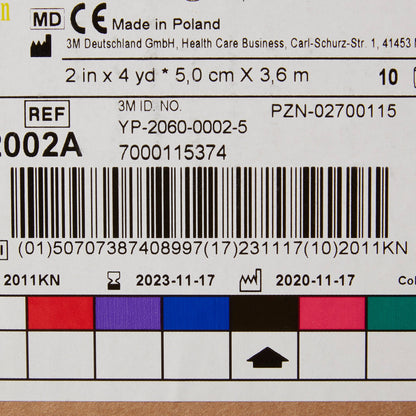 MD CE Made in Poland
3M Deutschland GmbH, Health Care Business, Carl-Schurz-Str. 1, 41453
2 in x 4 yd * 5,0 cm X 3,6 m 10
REF 3M ID. NO. PZN-02700115
2002A YP-2060-0002-5
7000115374
(01)50707387408997(17)231117(10)2011KN
2011KN 2023-11-17 2020-11-17 Col